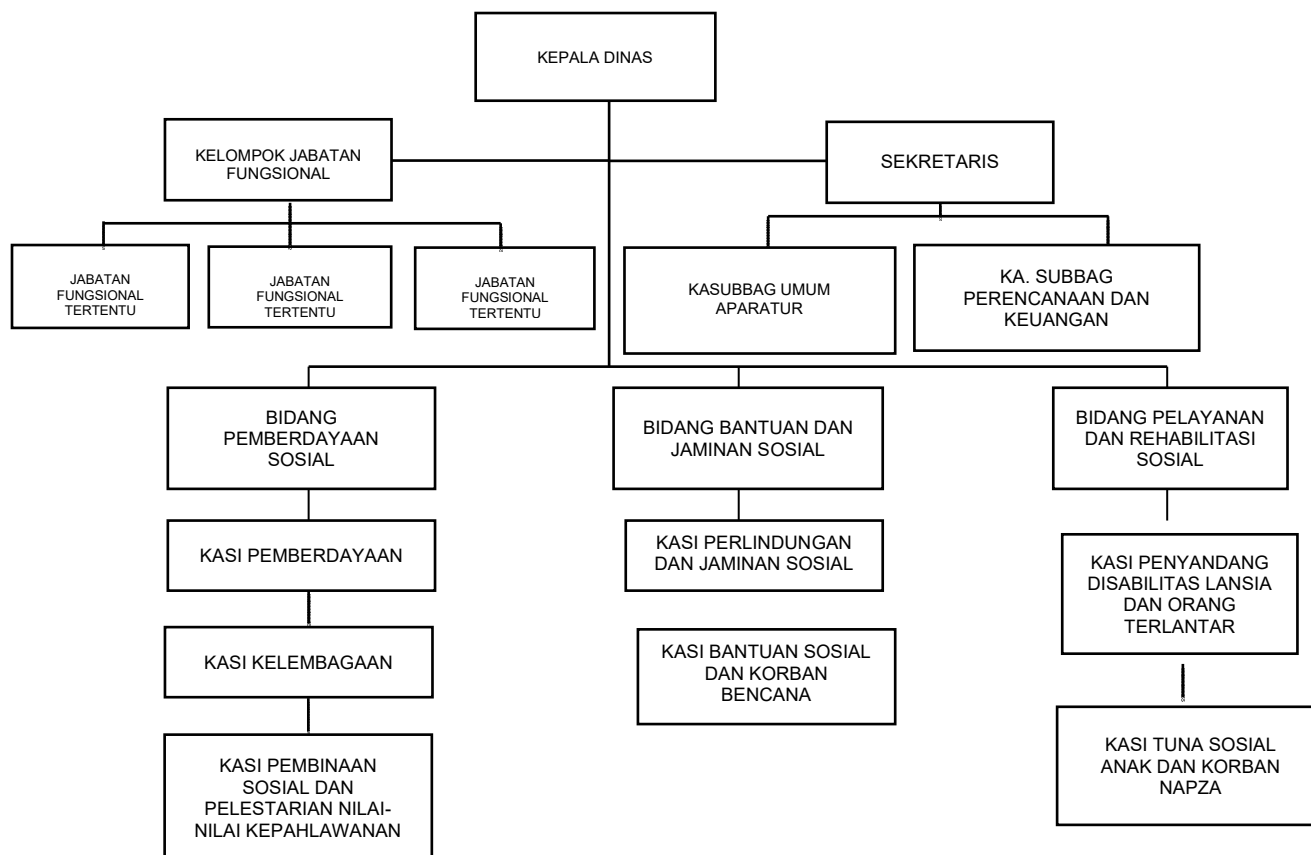 KEPALA DINAS
KELOMPOK JABATAN
FUNGSIONAL
SEKRETARIS
JABATAN
FUNGSIONAL
TERTENTU
JABATAN
FUNGSIONAL
TERTENTU
JABATAN
FUNGSIONAL
TERTENTU
KASUBBAG UMUM
APARATUR
KA. SUBBAG
PERENCANAAN DAN
KEUANGAN
BIDANG
PEMBERDAYAAN
SOSIAL
BIDANG BANTUAN DAN
JAMINAN SOSIAL
BIDANG PELAYANAN
DAN REHABILITASI
SOSIAL
KASI PEMBERDAYAAN
KASI PERLINDUNGAN
DAN JAMINAN SOSIAL
KASI PENYANDANG
DISABILITAS LANSIA
DAN ORANG
TERLANTAR
KASI KELEMBAGAAN
KASI BANTUAN SOSIAL
DAN KORBAN
BENCANA
KASI PEMBINAAN
SOSIAL DAN
PELESTARIAN NILAI-
NILAI KEPAHLAWANAN
KASI TUNA SOSIAL
ANAK DAN KORBAN
NAPZA